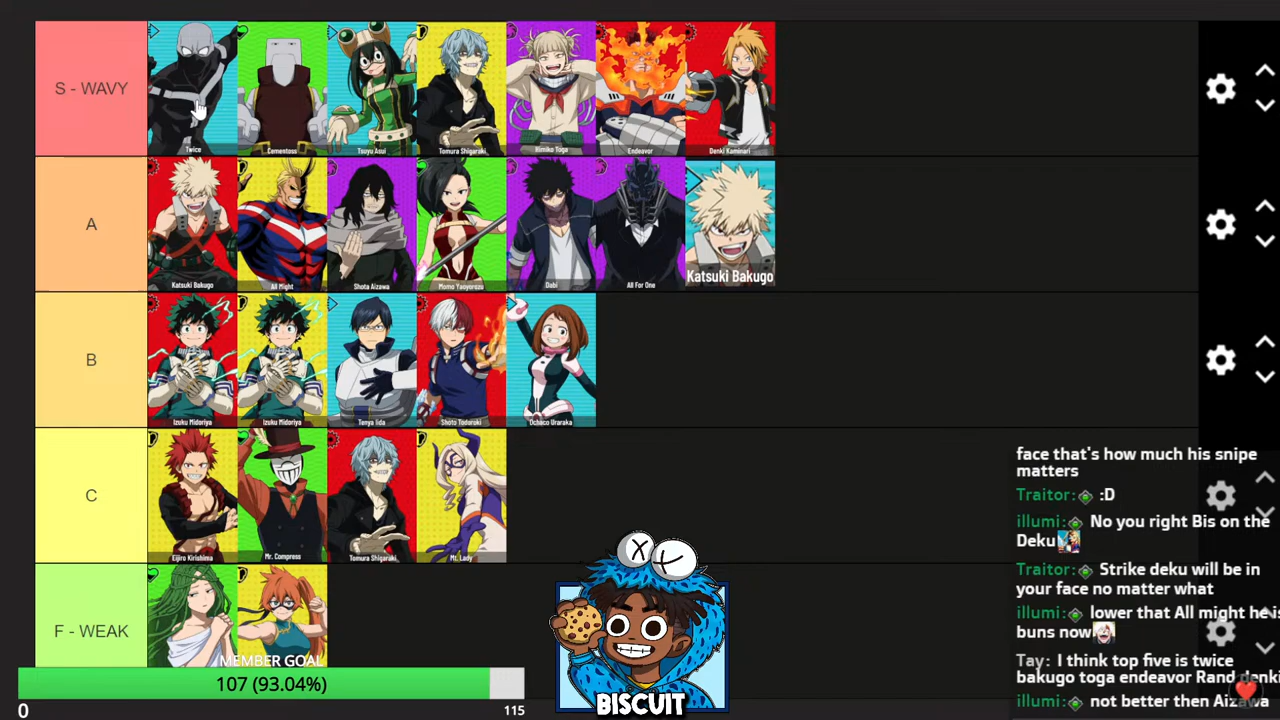 S - WAVY
Twice
Cementoss
Tsuyu Asui
Tomura Shigaraki
Himiko Toga
Endeavor
Denki Kaminari
A
Katsuki Bakugo
All Might
Shota Aizawa
Momo Yaoyorozu
Dabi
All For One
Katsuki Bakugo
B
Izuku Midoriya
Izuku Midoriya
Tenya Iida
Shoto Todoroki
Ochaco Uraraka
C
Eijiro Kirishima
Mr. Compress
Tomura Shigaraki
Mt. Lady
F - WEAK
MEMBER GOAL
107 (93.04%)
0
115
BISCUIT
face that's how much his snipe
matters
Traitor: :D
illumi: No you right Bis on the
Deku
Traitor: Strike deku will be in
your face no matter what
illumi: lower that All might he is
buns now
Tay: I think top five is twice
bakugo toga endeavor Rand denki
illumi: not better then Aizawa